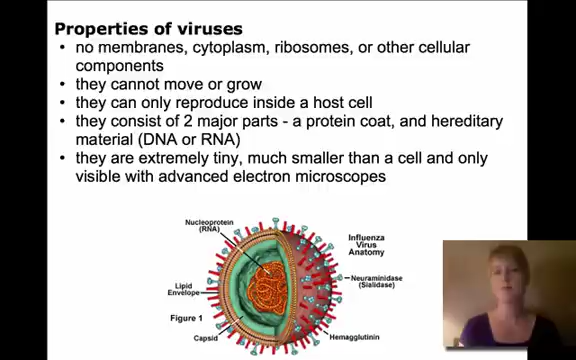 Properties of viruses
• no membranes, cytoplasm, ribosomes, or other cellular
components
• they cannot move or grow
• they can only reproduce inside a host cell
• they consist of 2 major parts - a protein coat, and hereditary
material (DNA or RNA)
• they are extremely tiny, much smaller than a cell and only
visible with advanced electron microscopes
Nucleoprotein
(RNA)
Influenza
Virus
Anatomy
Neuraminidase
(Sialidase)
Lipid
Envelope
Figure 1
Capsid
Hemagglutinin